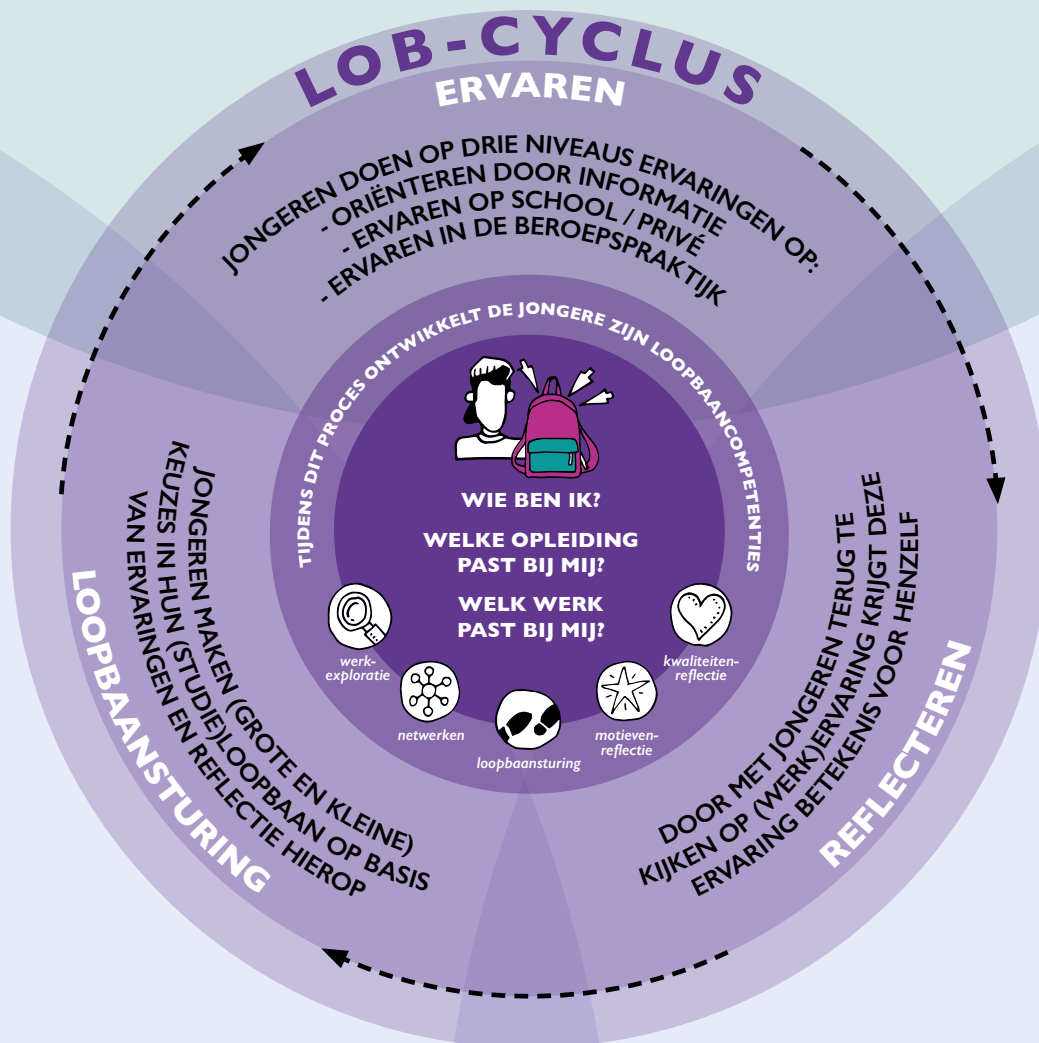 LOB-CYCLUS
ERVAREN
JONGEREN DOEN OP DRIE NIVEAUS ERVARINGEN OP:
- ORIËNTEREN DOOR INFORMATIE
- ERVAREN OP SCHOOL / PRIVÉ
- ERVAREN IN DE BEROEPSPRAKTIJK
TIJDENS DIT PROCES ONTWIKKELT DE JONGERE ZIJN LOOPBAANCOMPETENTIES
WIE BEN IK?
WELKE OPLEIDING
PAST BIJ MIJ?
WELK WERK
PAST BIJ MIJ?
werk-
exploratie
netwerken
loopbaansturing
motieven-
reflectie
kwaliteiten-
reflectie
DOOR MET JONGEREN TERUG TE
KIJKEN OP (WERK)ERVARING KRIJGT DEZE
ERVARING BETEKENIS VOOR HENZELF
REFLECTEREN
JONGEREN MAKEN (GROTE EN KLEINE)
KEUZES IN HUN (STUDIE)LOOPBAAN OP BASIS
VAN ERVARINGEN EN REFLECTIE HIEROP
LOOPBAANSTURING